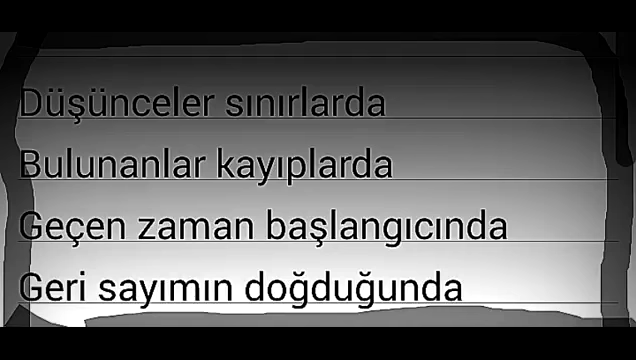 Düşünceler sınırlarda
Bulunanlar kayıplarda
Geçen zaman başlangıcında
Geri sayımın doğduğunda